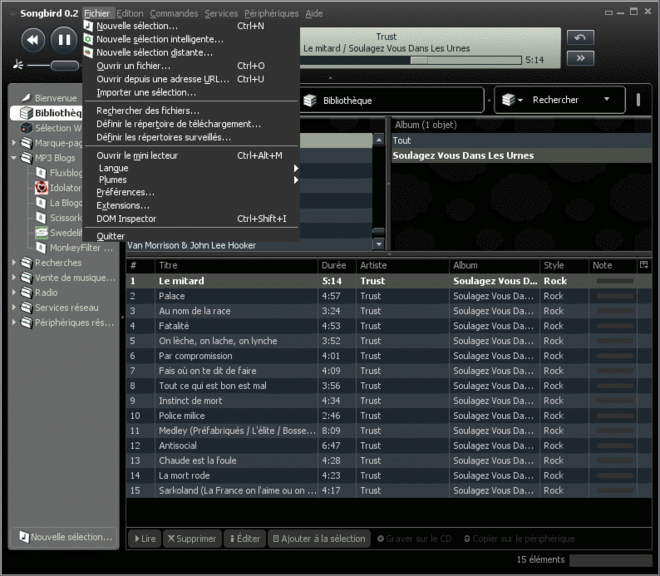 Songbird 0.2 Fichier Edition Commandes Services Périphériques Aide
Nouvelle sélection... Ctrl+N
Nouvelle sélection intelligente...
Nouvelle sélection distante...
Ouvrir un fichier... Ctrl+O
Ouvrir depuis une adresse URL... Ctrl+U
Importer une sélection...
Rechercher des fichiers...
Définir le répertoire de téléchargement...
Définir les répertoires surveillés...
Ouvrir le mini lecteur Ctrl+Alt+M
Langue
Plumes
Préférences...
Extensions...
DOM Inspector Ctrl+Shift+I
Quitter
Trust
Le mitard / Soulagez Vous Dans Les Urnes
5:14
Bienvenue
Bibliothèq
Sélection W
Marque-pag
MP3 Blogs
Fluxblog
Idolator
La Blogo
Scissork
Swedelif
MonkeyFilter ...
Recherches
Vente de musique...
Radio
Services réseau
Périphériques rés...
Nouvelle sélection...
Bibliothèque
Rechercher
Album (1 objet)
Tout
Soulagez Vous Dans Les Urnes
Van Morrison & John Lee Hooker
# Titre Durée Artiste Album Style Note
1 Le mitard 5:14 Trust Soulagez Vous D... Rock
2 Palace 4:57 Trust Soulagez Vous Da... Rock
3 Au nom de la race 3:24 Trust Soulagez Vous Da... Rock
4 Fatalité 4:53 Trust Soulagez Vous Da... Rock
5 On lèche, on lache, on lynche 3:52 Trust Soulagez Vous Da... Rock
6 Par compromission 4:01 Trust Soulagez Vous Da... Rock
7 Fais où on te dit de faire 4:09 Trust Soulagez Vous Da... Rock
8 Tout ce qui est bon est mal 3:56 Trust Soulagez Vous Da... Rock
9 Instinct de mort 4:34 Trust Soulagez Vous Da... Rock
10 Police milice 2:46 Trust Soulagez Vous Da... Rock
11 Medley (Préfabriqués / L'élite / Bosse... 8:09 Trust Soulagez Vous Da... Rock
12 Antisocial 6:47 Trust Soulagez Vous Da... Rock
13 Chaude est la foule 4:28 Trust Soulagez Vous Da... Rock
14 La mort rode 4:23 Trust Soulagez Vous Da... Rock
15 Sarkoland (La France on l'aime ou on ... 4:17 Trust Soulagez Vous Da... Rock
Lire Supprimer Éditer Ajouter à la sélection Graver sur le CD Copier sur le périphérique
15 éléments